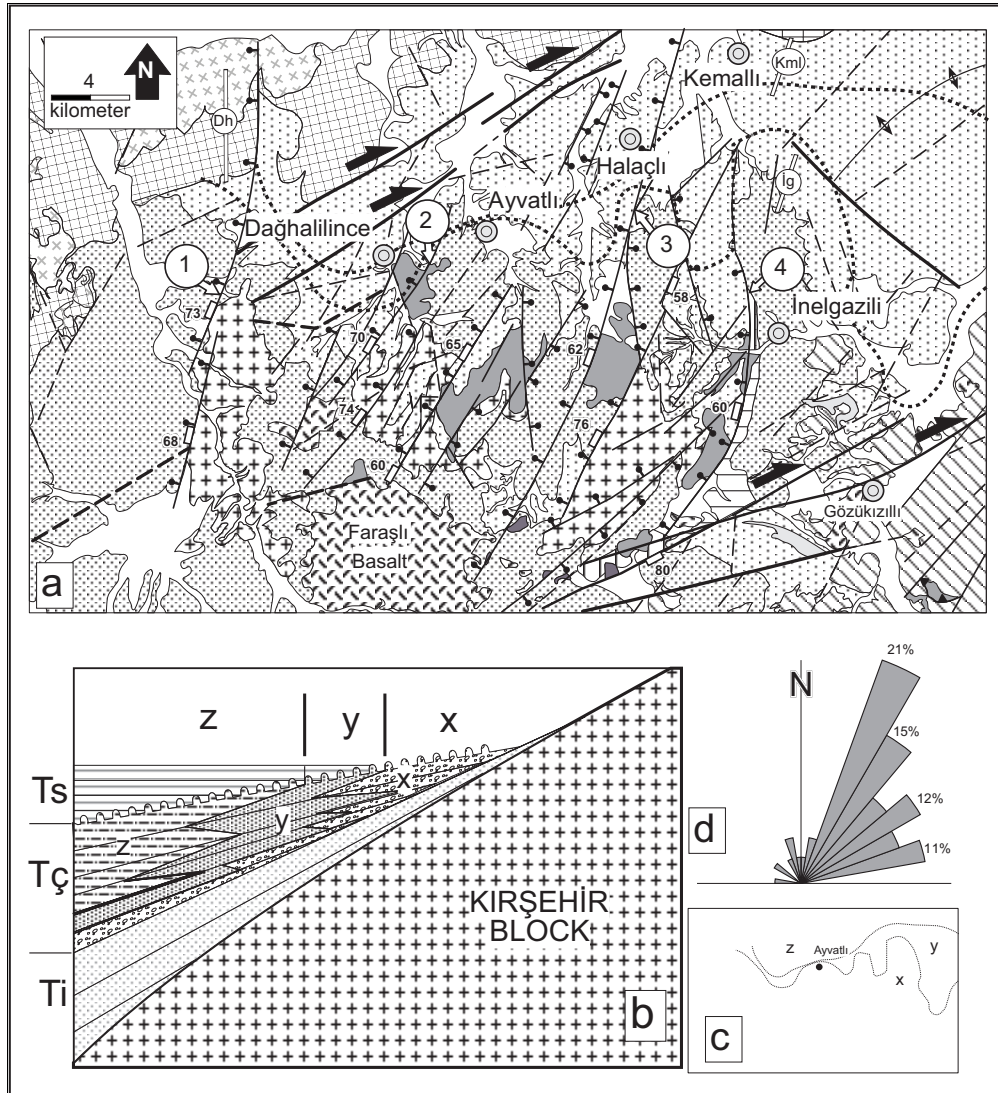 4
kilometer
N
Dh
Kml
Kemallı
Halaçlı
Ig
Ayvatlı
Dağhalilince
1
2
3
4
İnelgazili
73
70
65
62
58
74
76
60
68
60
80
Gözükızıllı
Faraşlı
Basalt
a
z
y
x
x
y
z
Ts
Tç
Ti
KIRŞEHİR
BLOCK
b
N
21%
15%
12%
11%
d
z
Ayvatlı
y
x
c